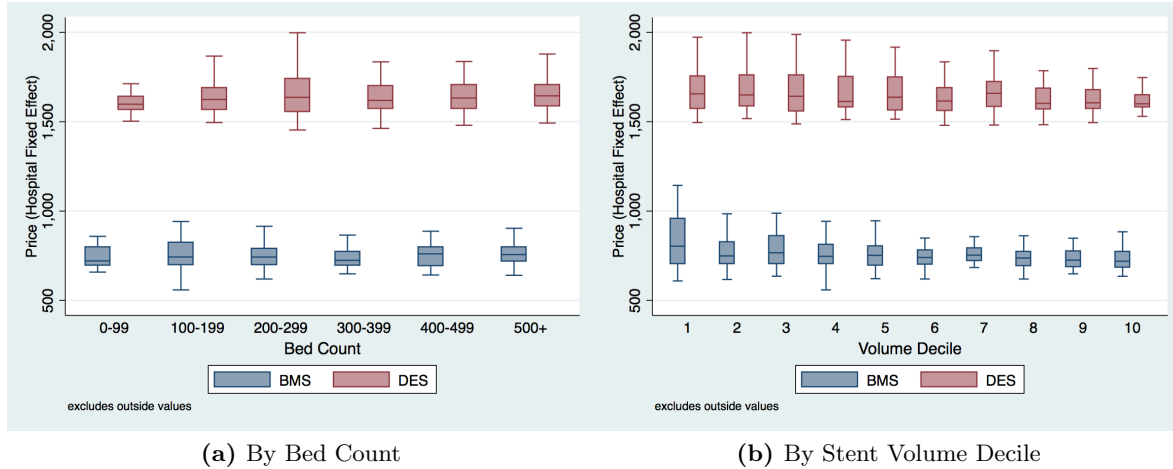 Price (Hospital Fixed Effect)
2,000
1,500
1,000
500
0-99 100-199 200-299 300-399 400-499 500+
Bed Count
BMS DES
excludes outside values
(a) By Bed Count
Price (Hospital Fixed Effect)
2,000
1,500
1,000
500
1 2 3 4 5 6 7 8 9 10
Volume Decile
BMS DES
excludes outside values
(b) By Stent Volume Decile